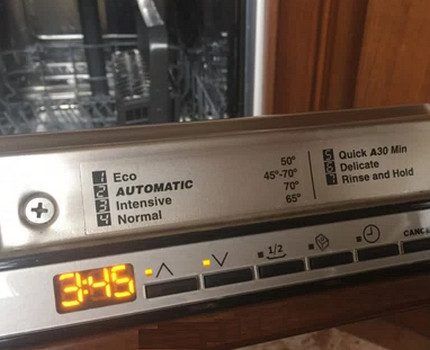 1 Eco 50°
2 AUTOMATIC 45°-70°
3 Intensive 70°
4 Normal 65°
5 Quick A30 Min
6 Delicate
7 Rinse and Hold
3:45
1/2
CANC